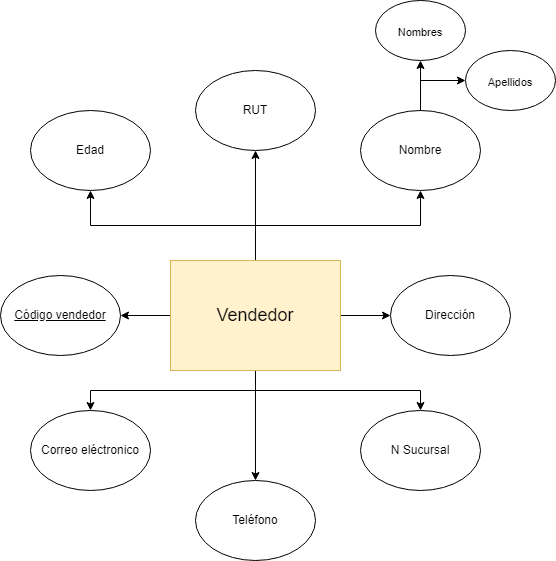 Nombres
Apellidos
RUT
Edad
Nombre
Código vendedor
Vendedor
Dirección
Correo eléctronico
N Sucursal
Teléfono